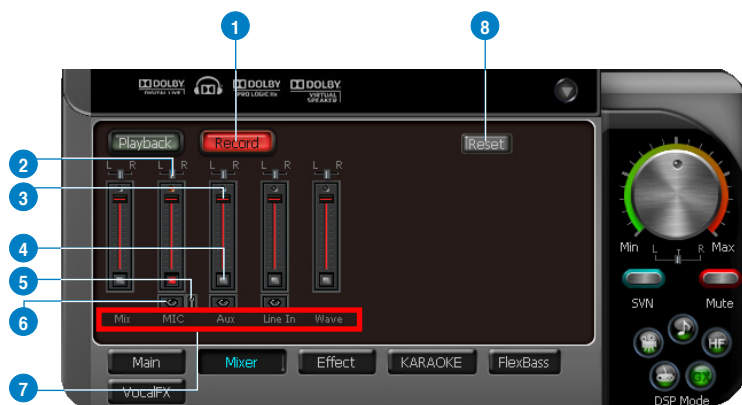 1
8
DOLBY DIGITAL LIVE
DOLBY PRO LOGIC IIx
DOLBY VIRTUAL SPEAKER
Playback
Record
Reset
2
L R L R L R L R L R
3
4
5
6
Mix MIC Aux Line In Wave
7
Min L R Max
SVN Mute
HF
GX
DSP Mode
Main Mixer Effect KARAOKE FlexBass
VocalFX